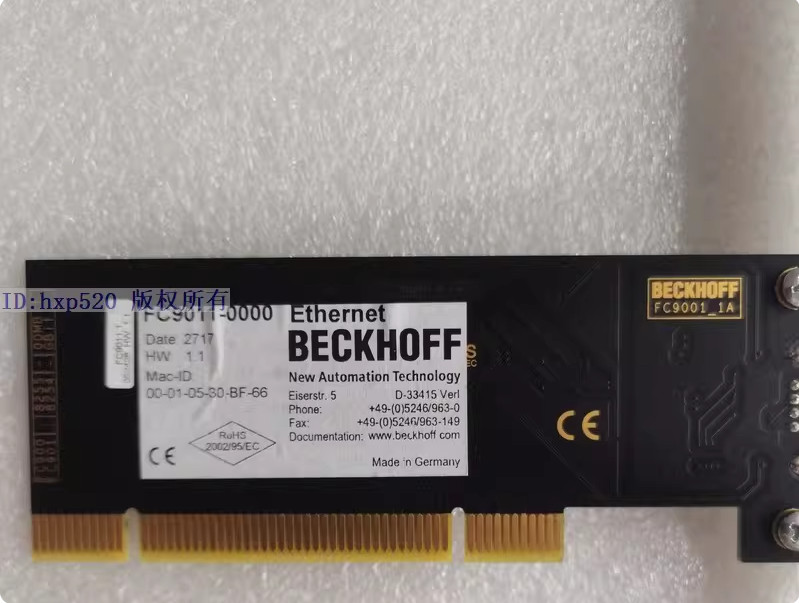 ID:hxp520 版权所有
BECKHOFF
FC9001_1A
FC9011-0000
Date 2717
HW 1.1
Mac-ID
00-01-05-30-BF-66
RoHS
2002/95/EC
CE
Ethernet
BECKHOFF
New Automation Technology
Eiserstr. 5 D-33415 Verl
Phone: +49-(0)5246/963-0
Fax: +49-(0)5246/963-149
Documentation: www.beckhoff.com
Made in Germany
CE